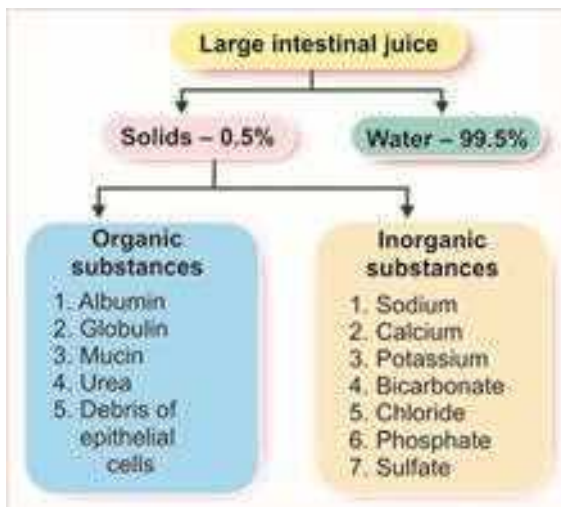 Large intestinal juice
Solids – 0.5%
Water – 99.5%
Organic
substances
1. Albumin
2. Globulin
3. Mucin
4. Urea
5. Debris of
epithelial
cells
Inorganic
substances
1. Sodium
2. Calcium
3. Potassium
4. Bicarbonate
5. Chloride
6. Phosphate
7. Sulfate